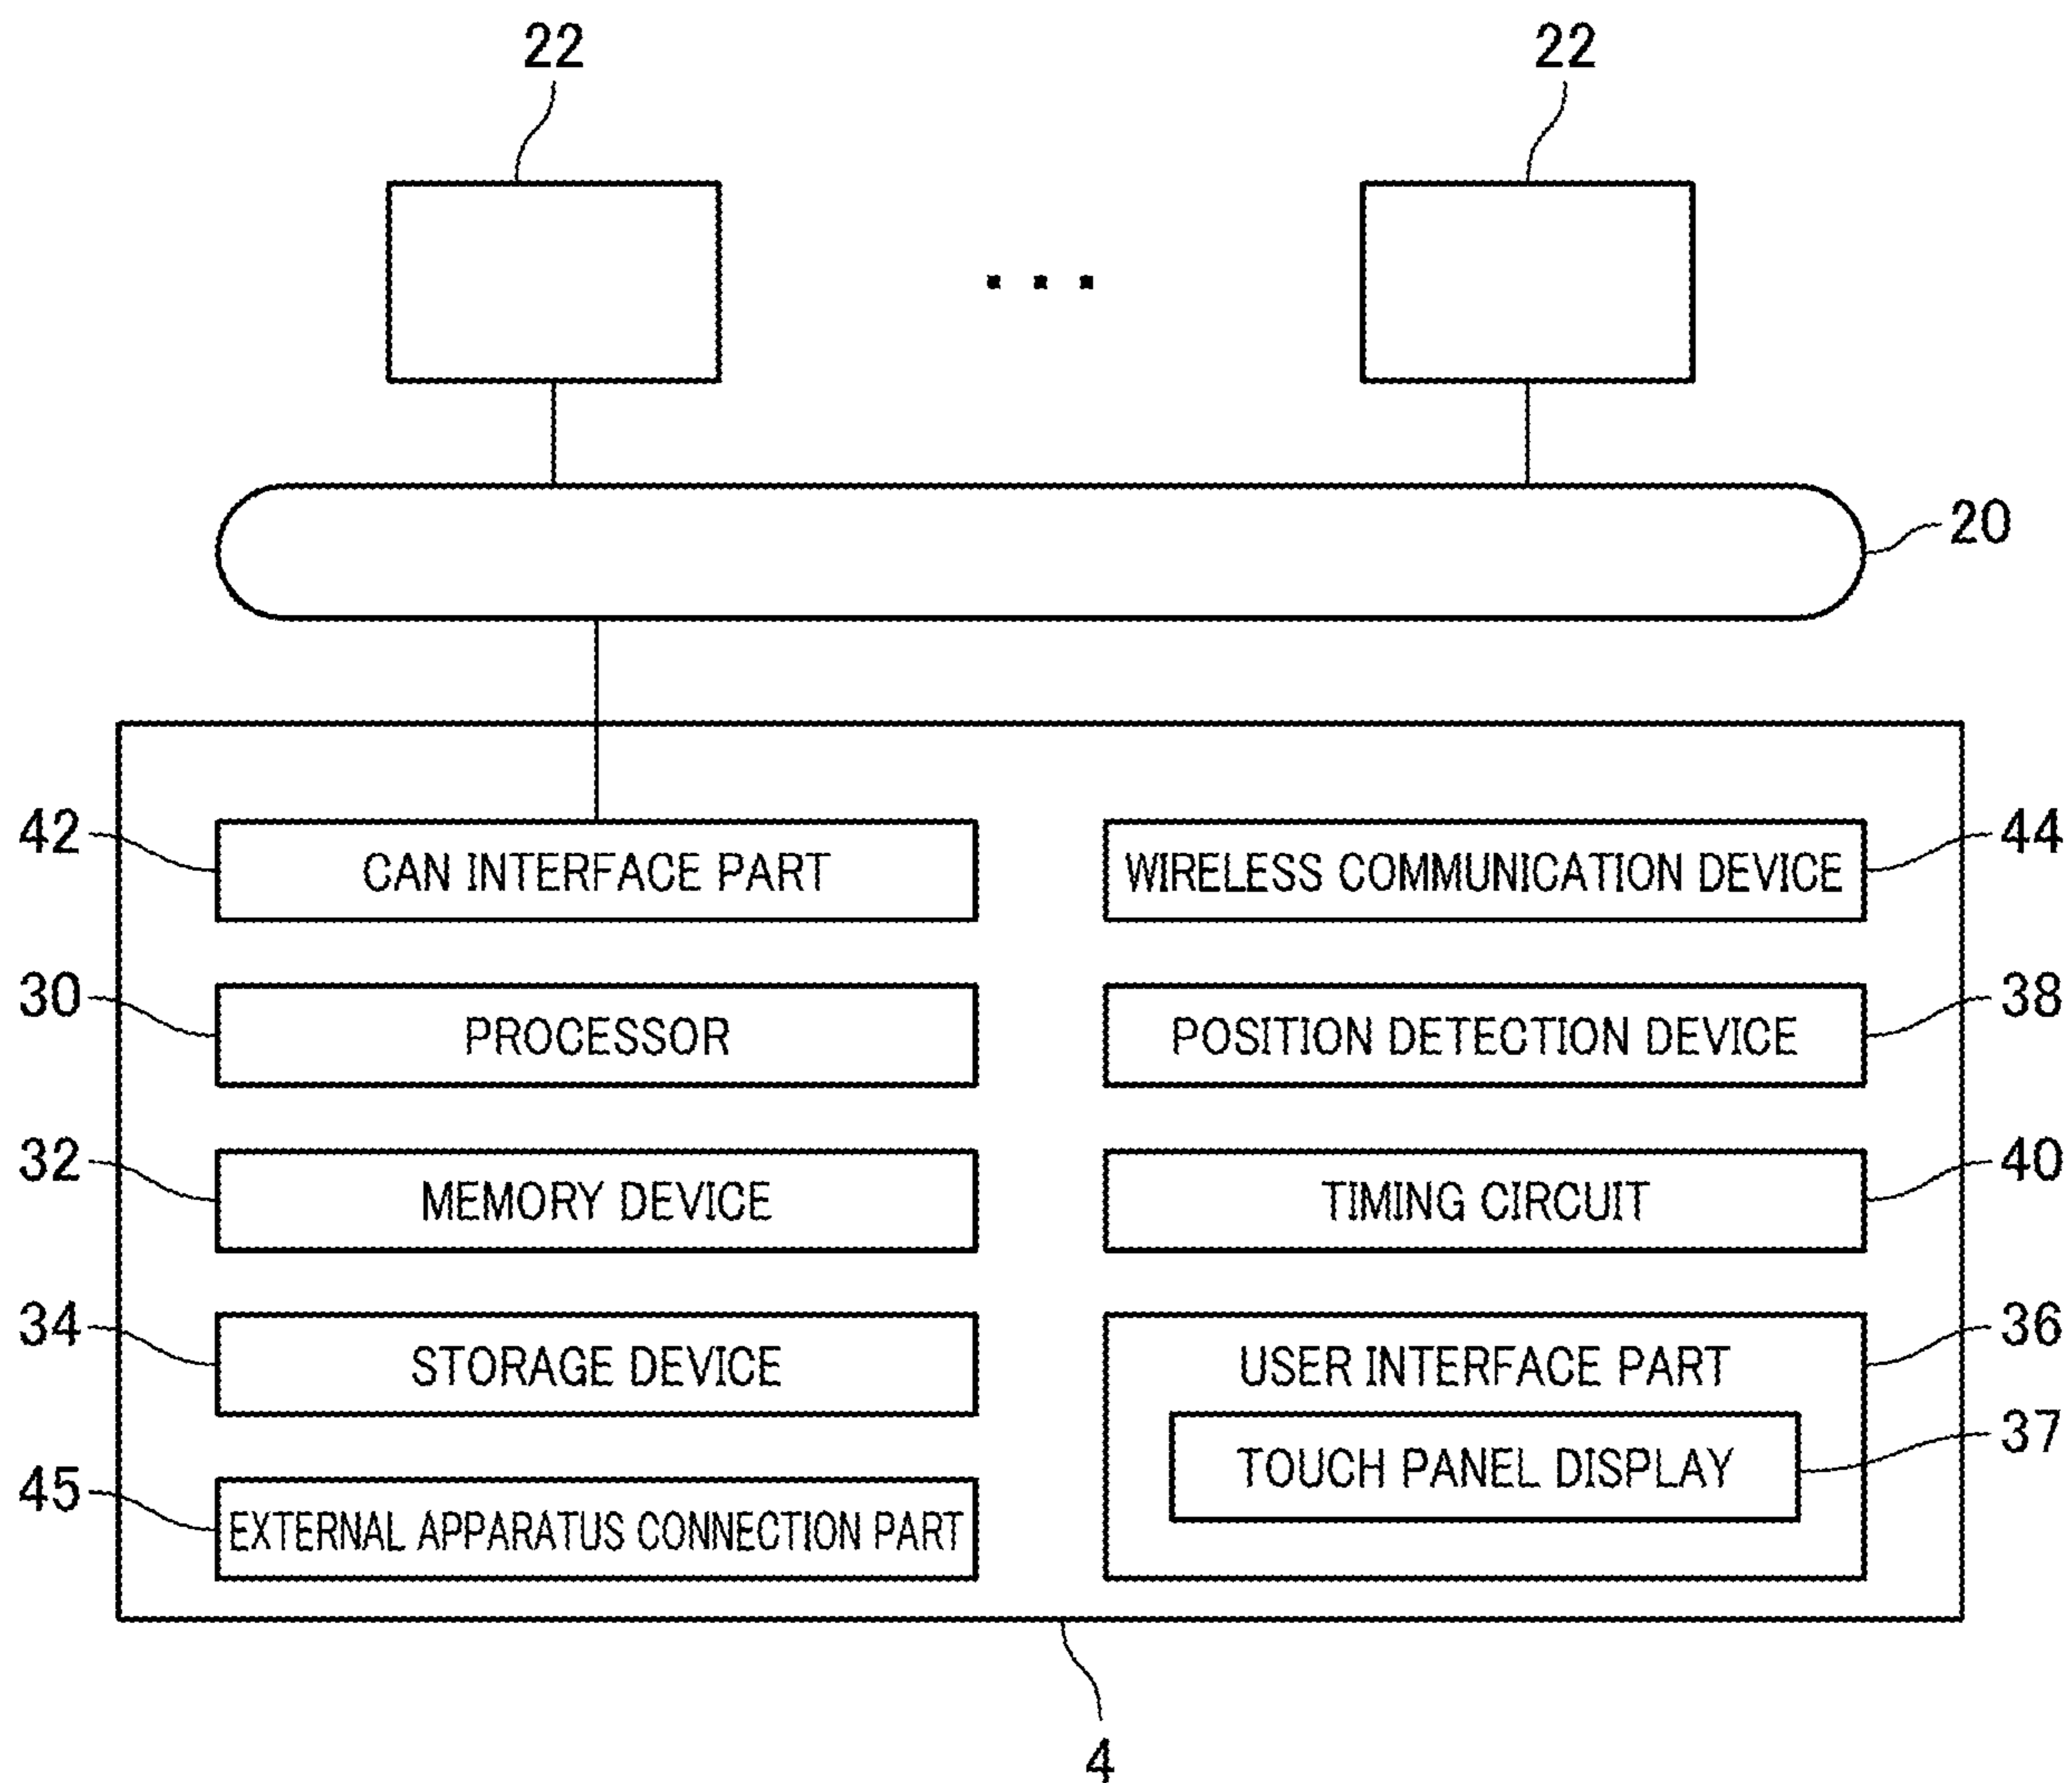 22
22
20
42
CAN INTERFACE PART
WIRELESS COMMUNICATION DEVICE
44
30
PROCESSOR
POSITION DETECTION DEVICE
38
32
MEMORY DEVICE
TIMING CIRCUIT
40
34
STORAGE DEVICE
USER INTERFACE PART
36
TOUCH PANEL DISPLAY
37
45
EXTERNAL APPARATUS CONNECTION PART
4